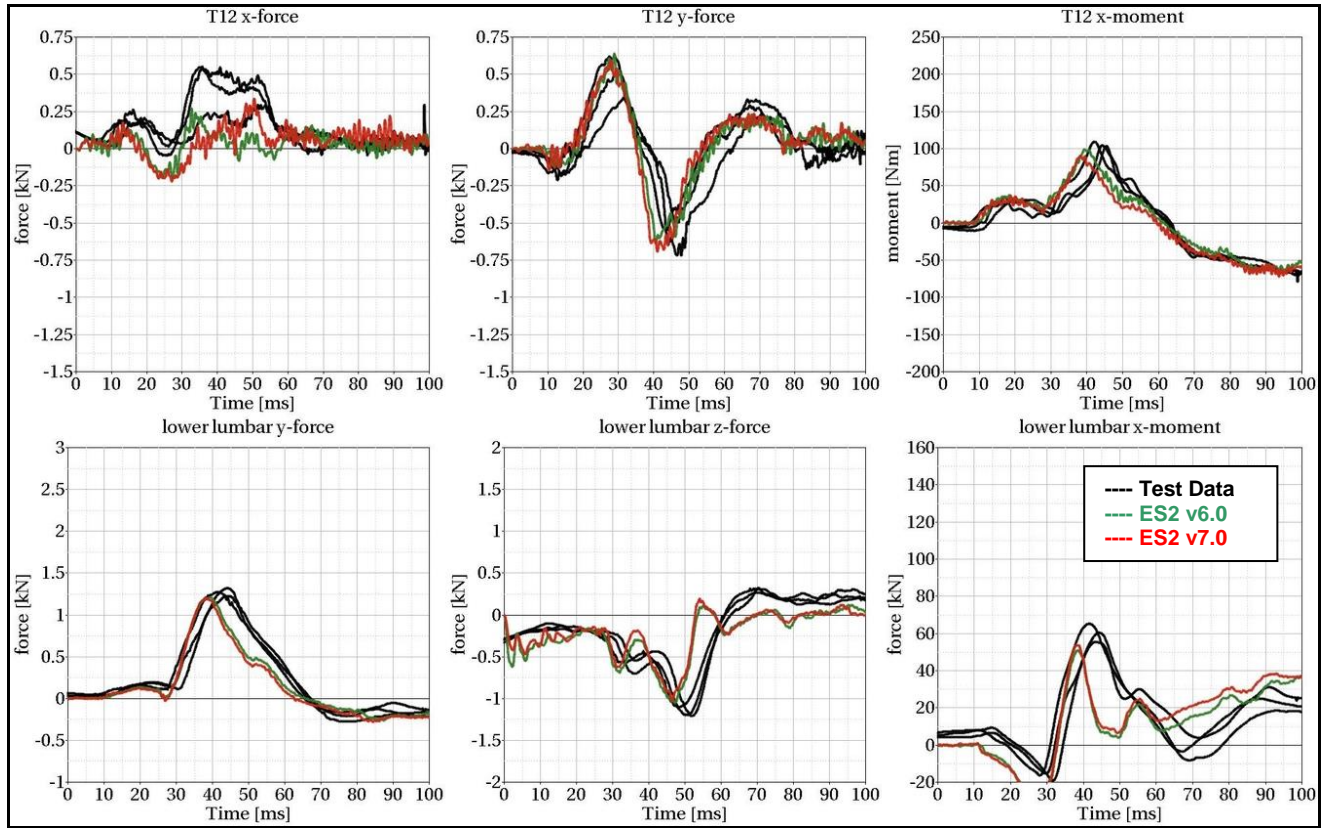 T12 x-force
T12 y-force
T12 x-moment
0.75
0.5
0.25
0
-0.25
-0.5
-0.75
-1
-1.25
-1.5
force [kN]
0 10 20 30 40 50 60 70 80 90 100
Time [ms]
0.75
0.5
0.25
0
-0.25
-0.5
-0.75
-1
-1.25
-1.5
force [kN]
0 10 20 30 40 50 60 70 80 90 100
Time [ms]
250
200
150
100
50
0
-50
-100
-150
-200
moment [Nm]
0 10 20 30 40 50 60 70 80 90 100
Time [ms]
lower lumbar y-force
lower lumbar z-force
lower lumbar x-moment
3
2.5
2
1.5
1
0.5
0
-0.5
-1
force [kN]
0 10 20 30 40 50 60 70 80 90 100
Time [ms]
2
1.5
1
0.5
0
-0.5
-1
-1.5
-2
force [kN]
0 10 20 30 40 50 60 70 80 90 100
Time [ms]
160
140
120
100
80
60
40
20
0
-20
force [kN]
0 10 20 30 40 50 60 70 80 90 100
Time [ms]
---- Test Data
---- ES2 v6.0
---- ES2 v7.0